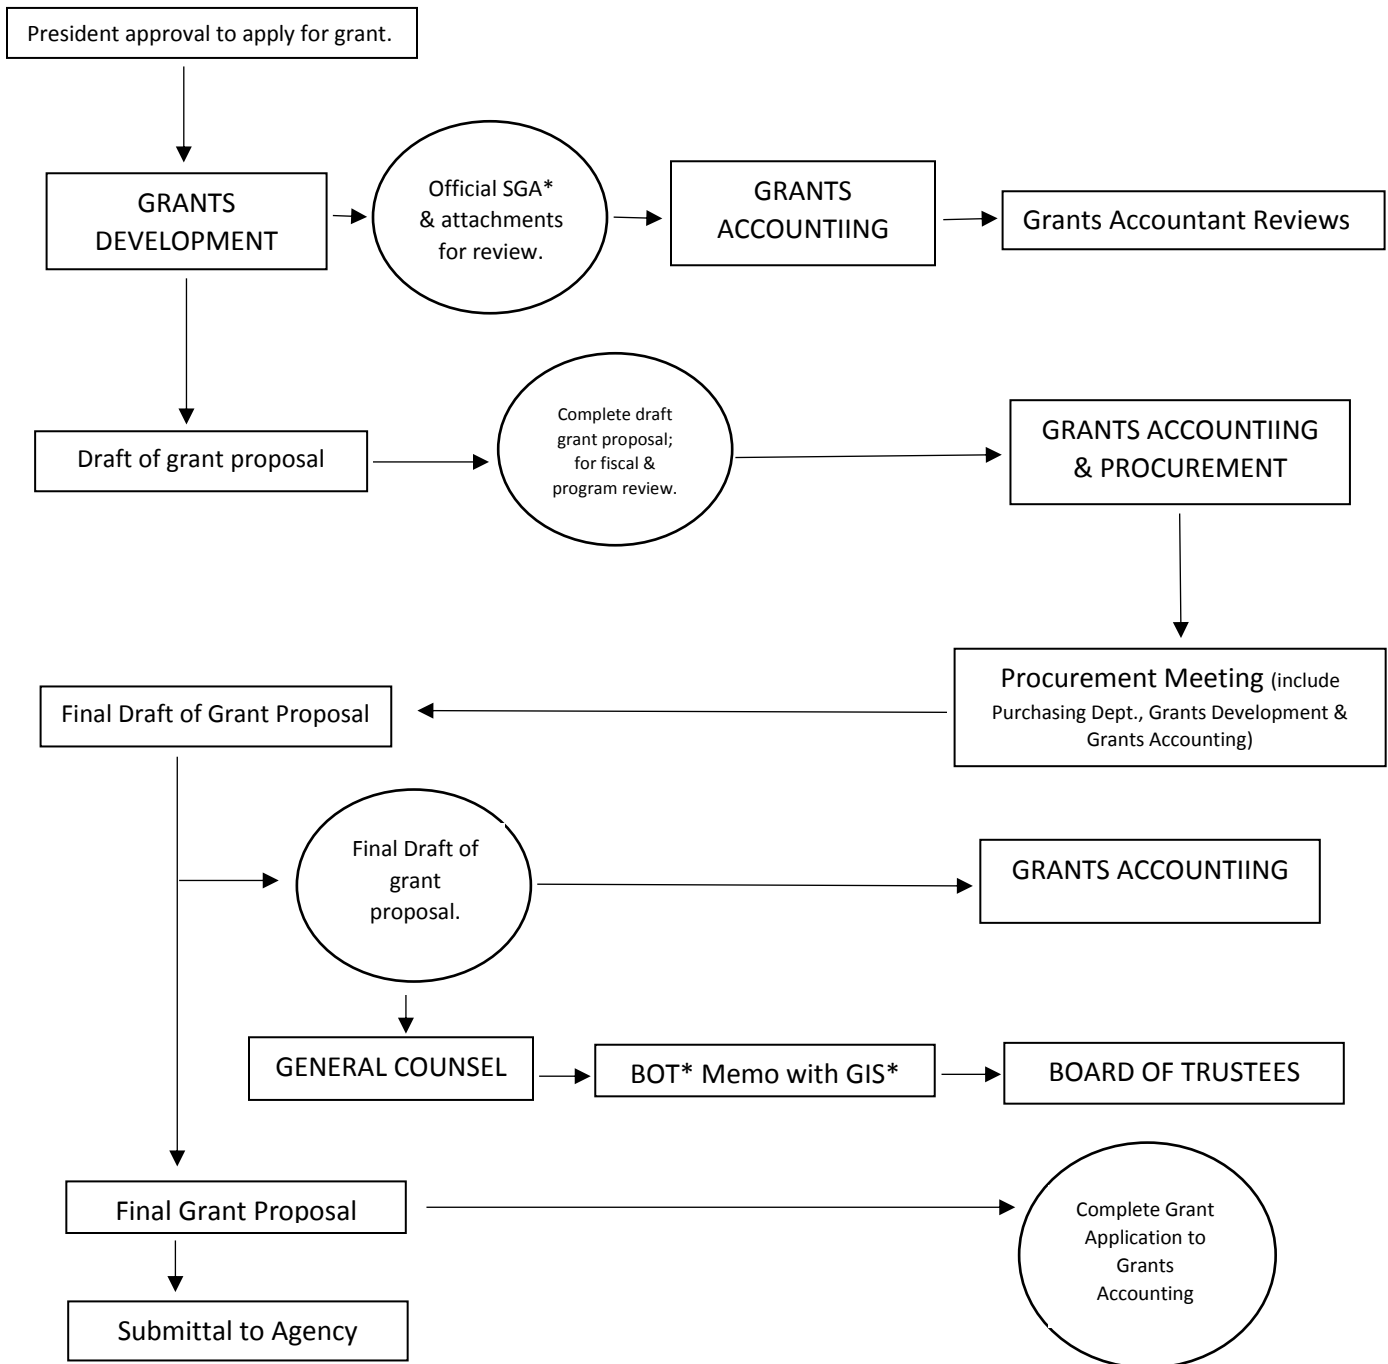 President approval to apply for grant.
GRANTS
DEVELOPMENT
Official SGA*
& attachments
for review.
GRANTS
ACCOUNTIING
Grants Accountant Reviews
Draft of grant proposal
Complete draft
grant proposal;
for fiscal &
program review.
GRANTS ACCOUNTIING
& PROCUREMENT
Procurement Meeting (include
Purchasing Dept., Grants Development &
Grants Accounting)
Final Draft of Grant Proposal
Final Draft of
grant
proposal.
GRANTS ACCOUNTIING
GENERAL COUNSEL
BOT* Memo with GIS*
BOARD OF TRUSTEES
Final Grant Proposal
Complete Grant
Application to
Grants
Accounting
Submittal to Agency